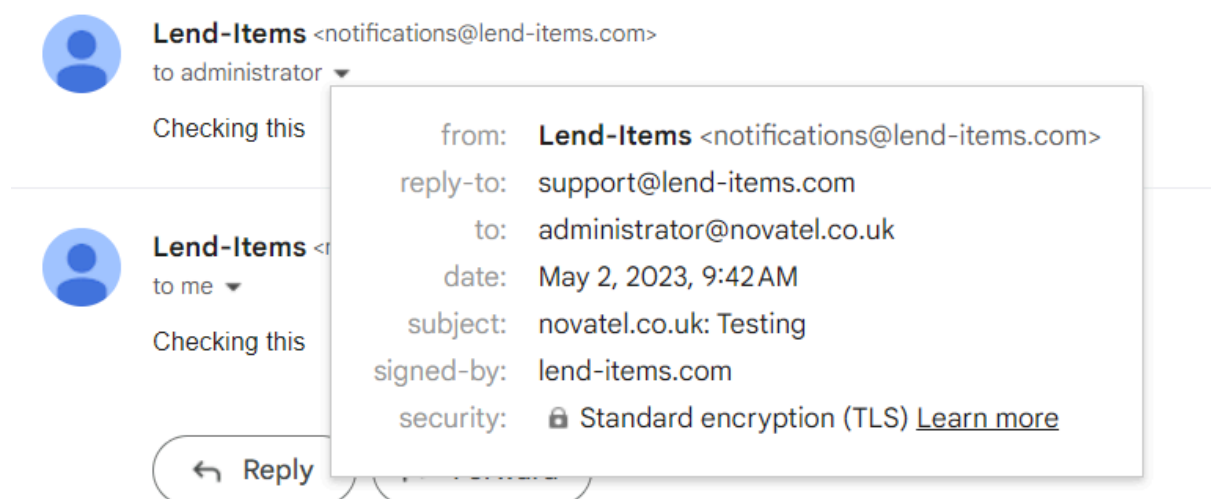 Lend-Items <notifications@lend-items.com>
to administrator
Checking this
from: Lend-Items <notifications@lend-items.com>
reply-to: support@lend-items.com
to: administrator@novatel.co.uk
date: May 2, 2023, 9:42 AM
subject: novatel.co.uk: Testing
signed-by: lend-items.com
security: Standard encryption (TLS) Learn more
Lend-Items
to me
Checking this
Reply